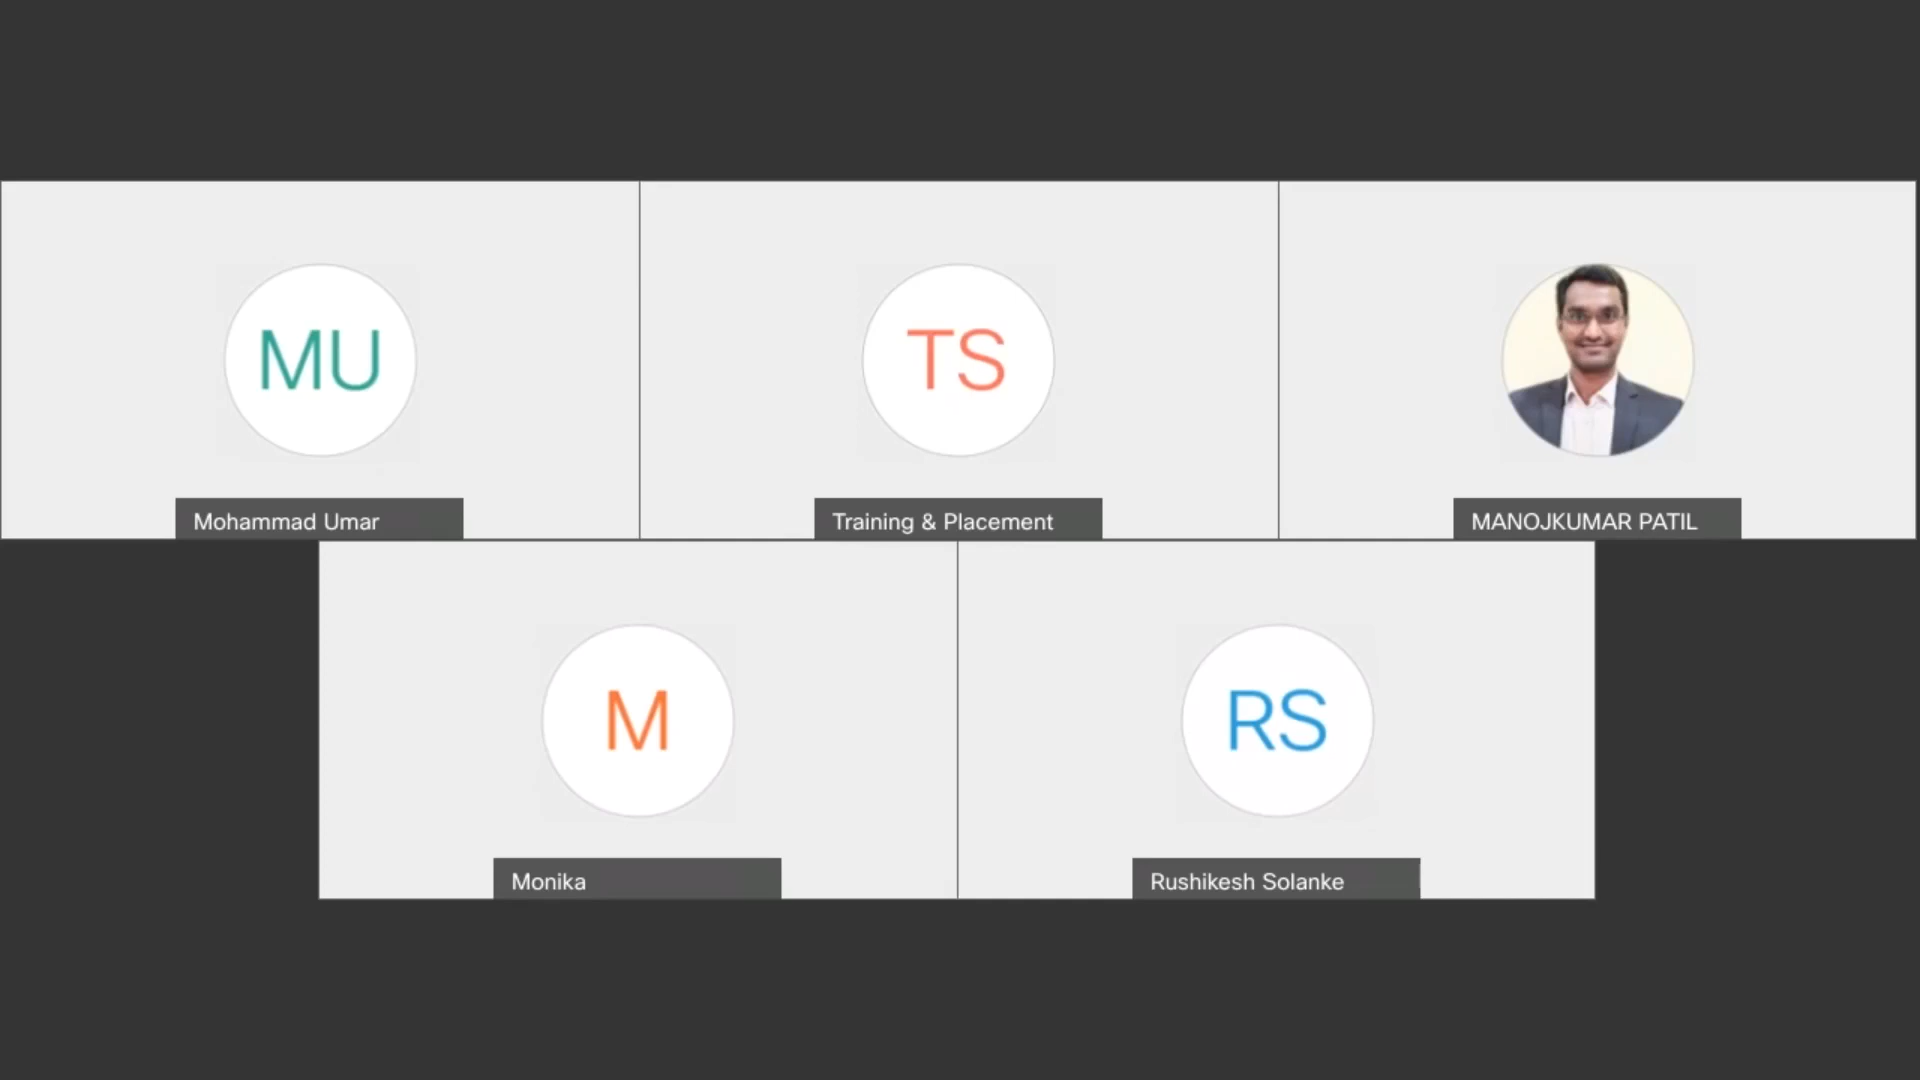 MU
TS
Mohammad Umar
Training & Placement
MANOJKUMAR PATIL
M
RS
Monika
Rushikesh Solanke